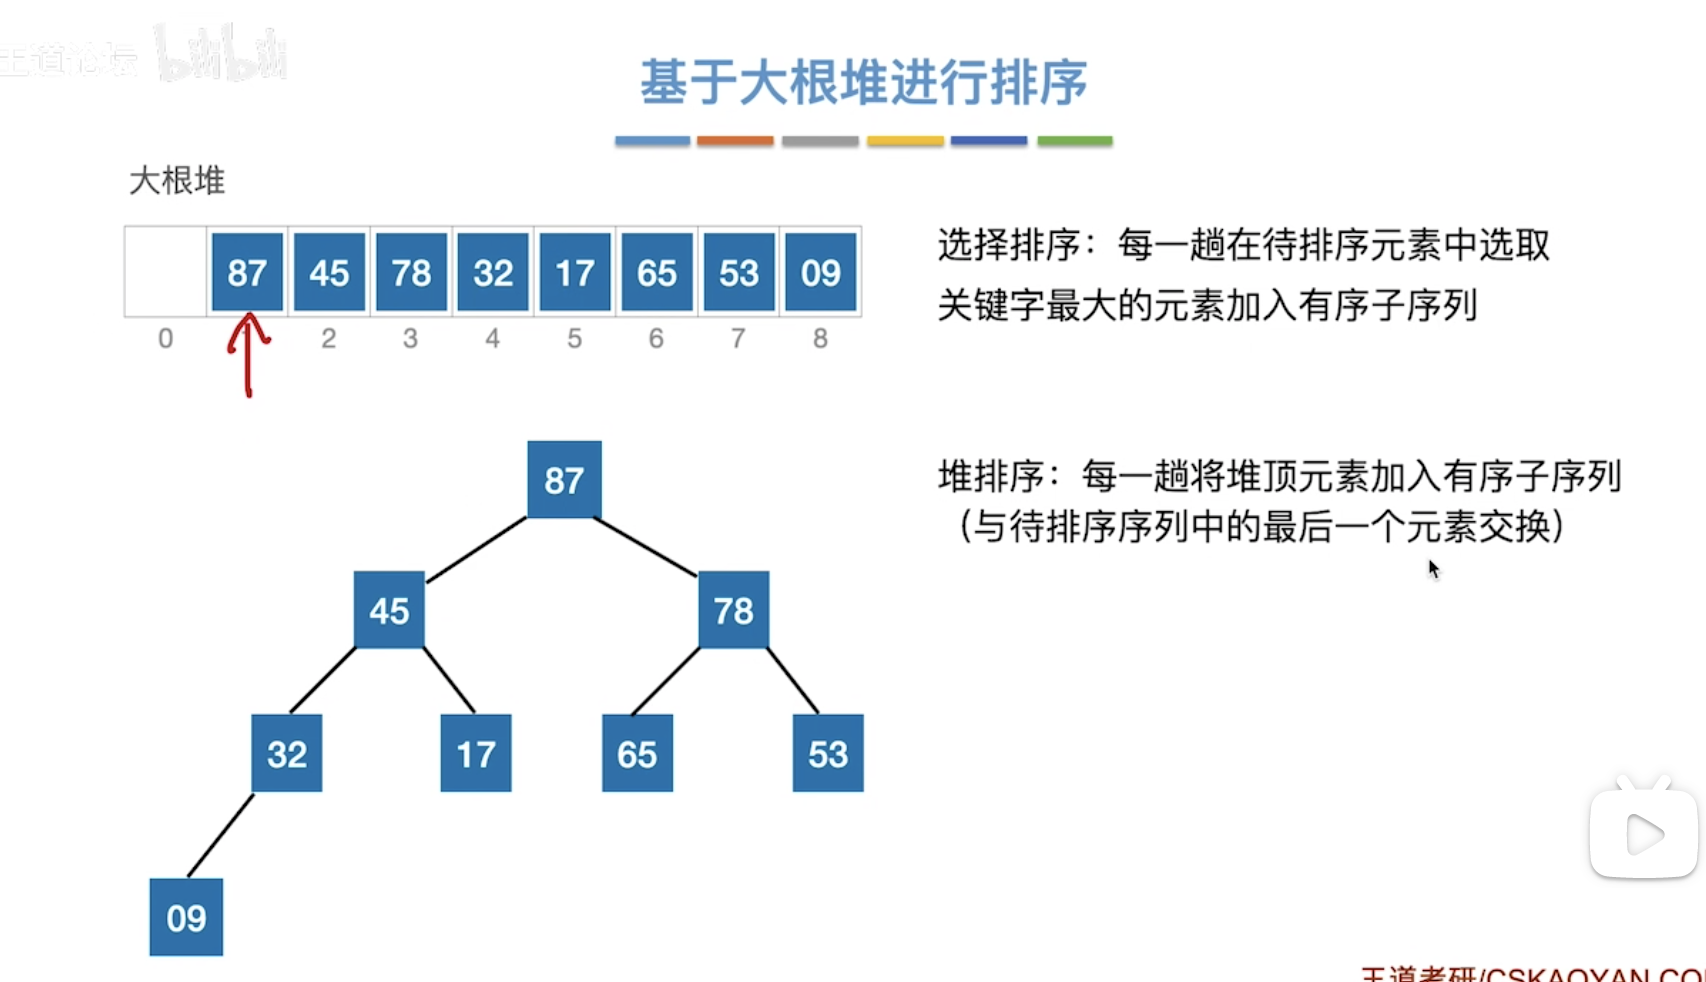 王道论坛 bilibili
基于大根堆进行排序
大根堆
87 45 78 32 17 65 53 09
0 2 3 4 5 6 7 8
选择排序：每一趟在待排序元素中选取
关键字最大的元素加入有序子序列
87
堆排序：每一趟将堆顶元素加入有序子序列
（与待排序序列中的最后一个元素交换）
45 78
32 17 65 53
09
王道考研/CSKAOYAN.CO